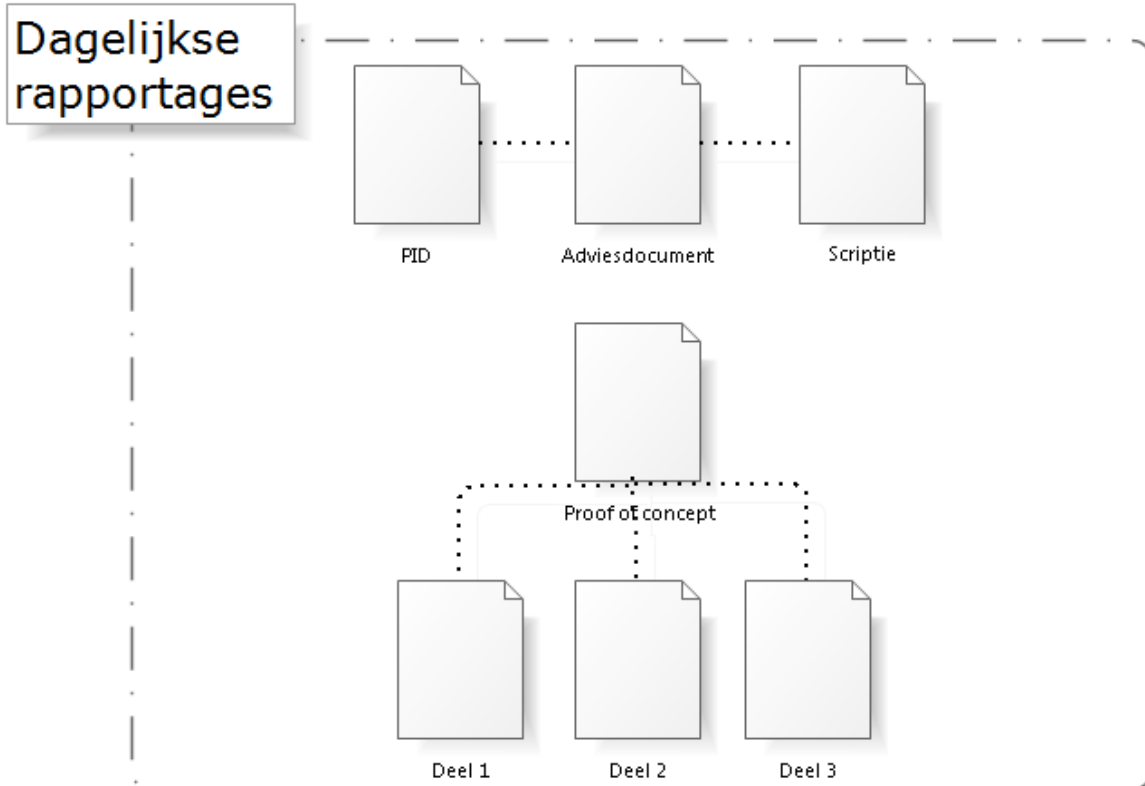 Dagelijkse
rapportages
PID
Adviesdocument
Scriptie
Proof of concept
Deel 1
Deel 2
Deel 3